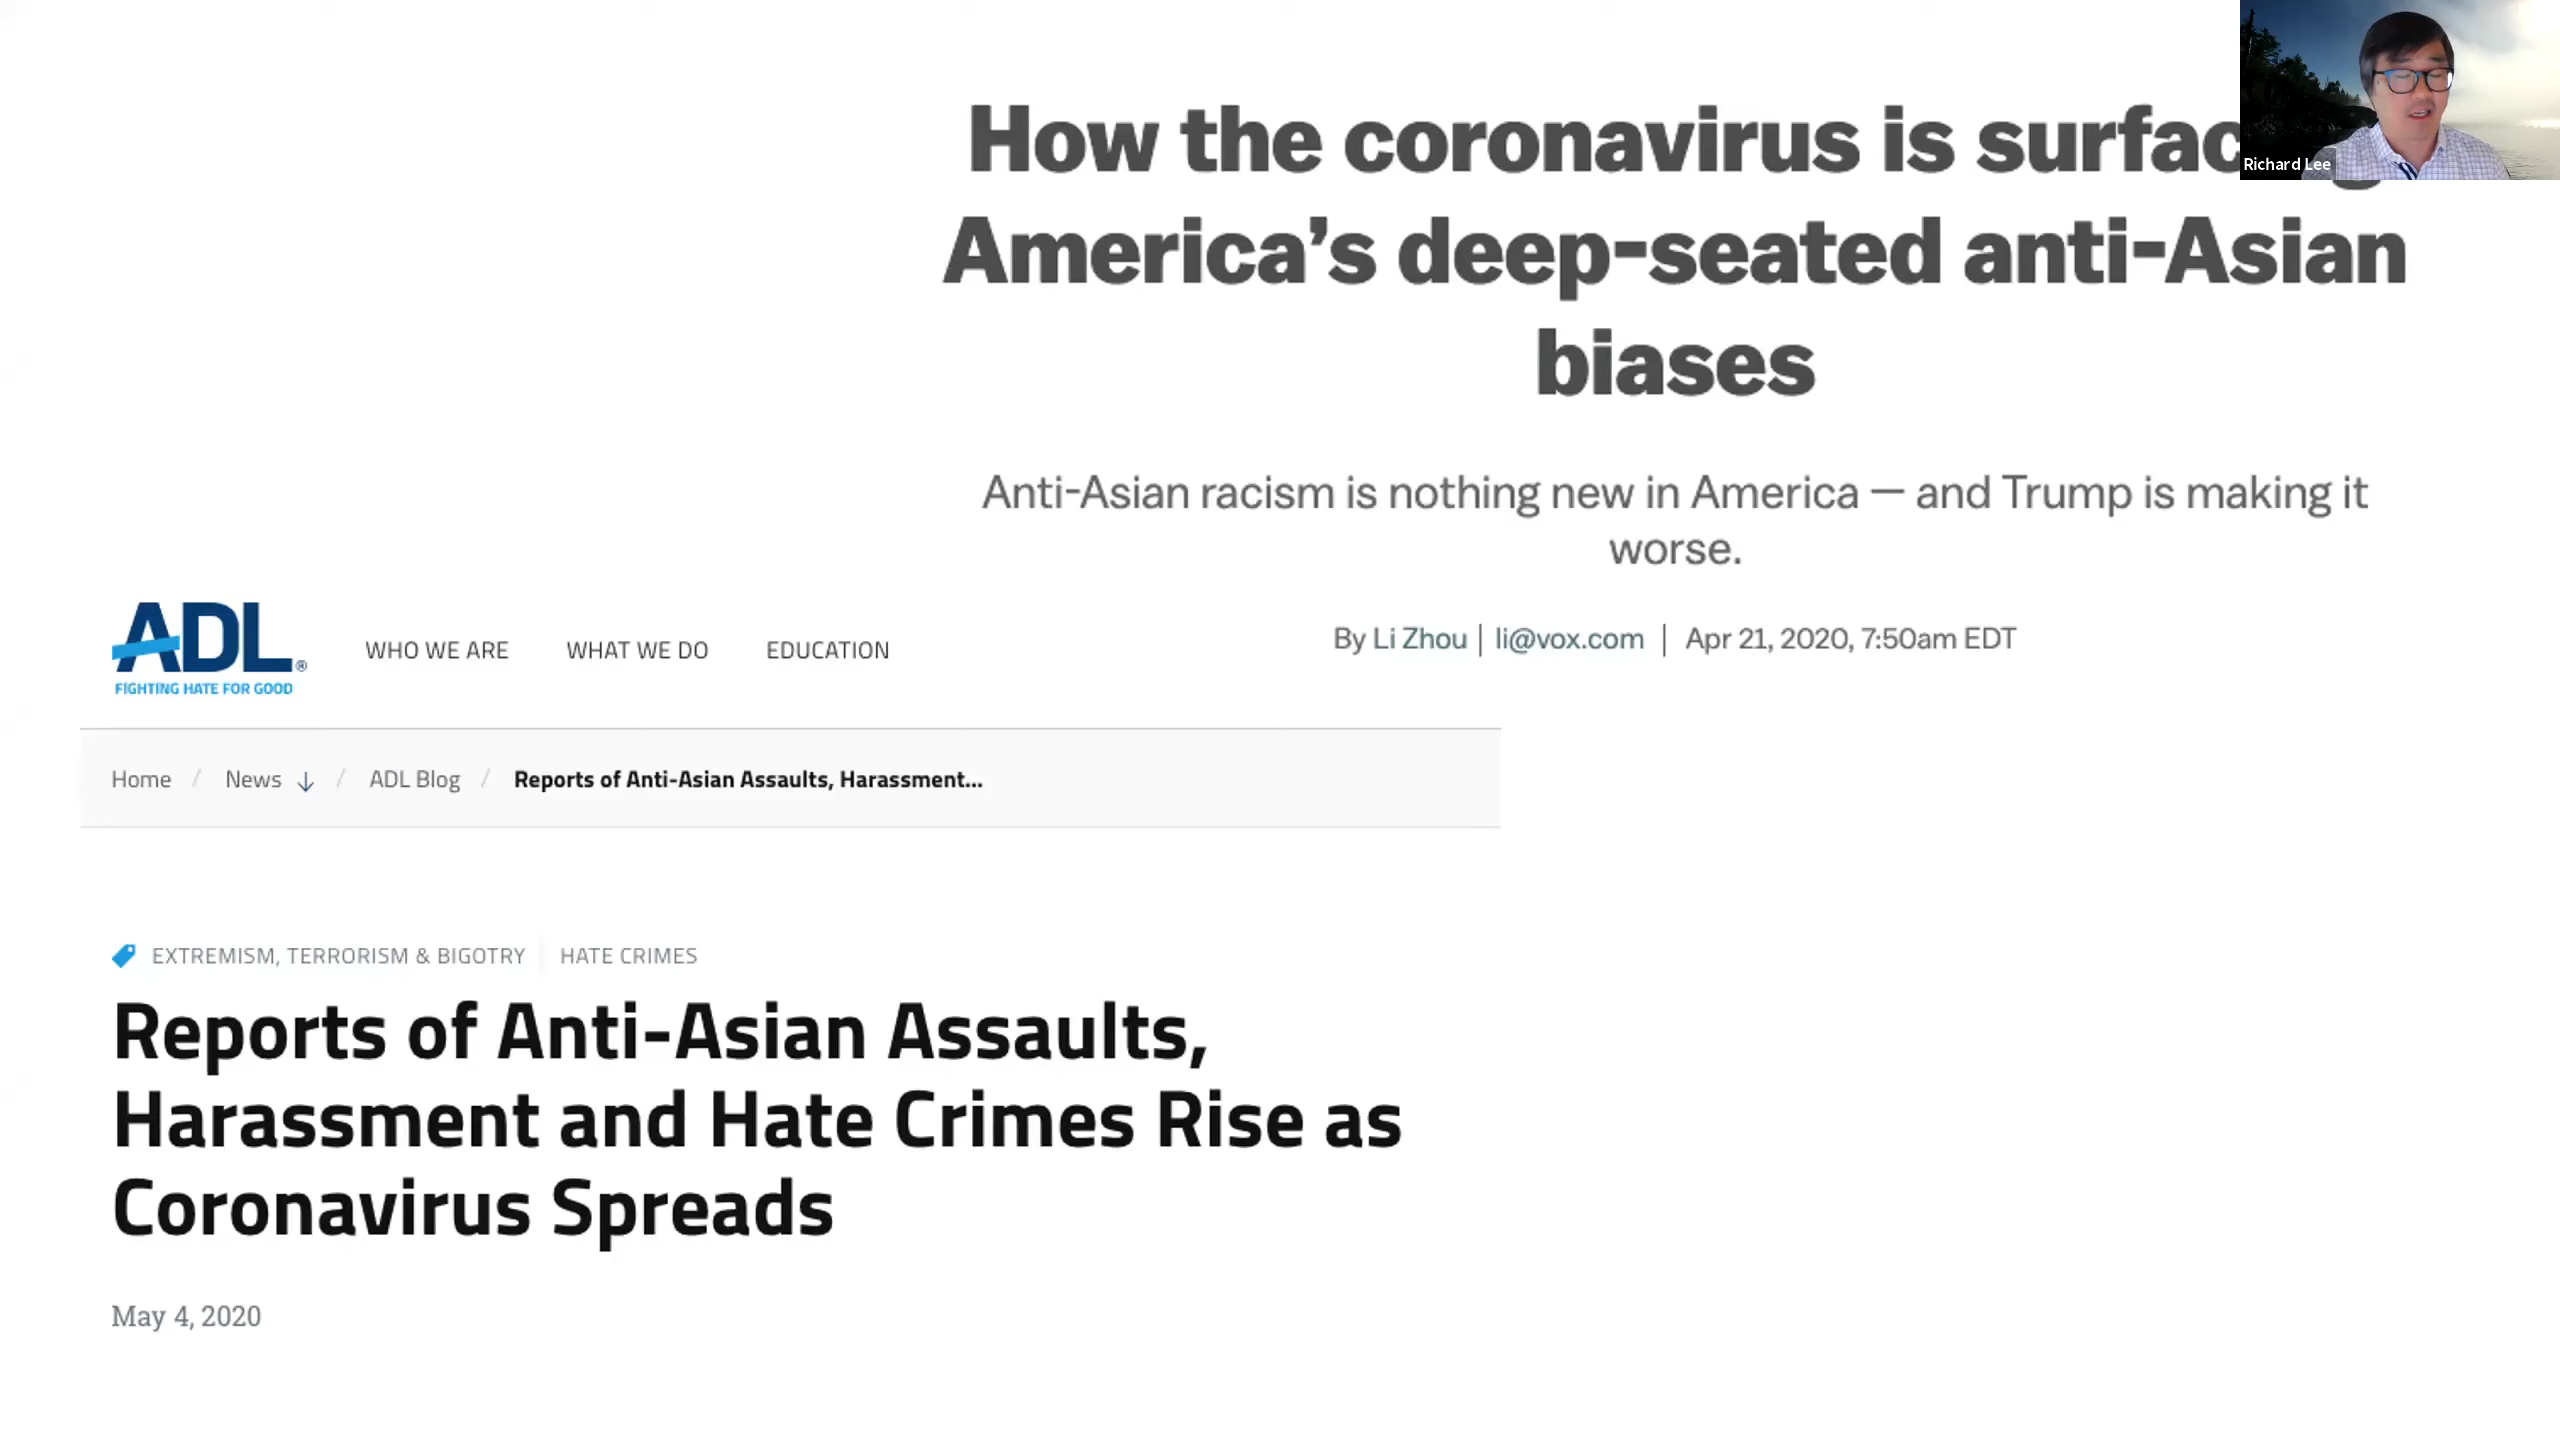 How the coronavirus is
America’s deep-seated anti-Asian
biases
Anti-Asian racism is nothing new in America — and Trump is making it
worse.
By Li Zhou | li@vox.com | Apr 21, 2020, 7:50am EDT
Richard Lee
ADL®
FIGHTING HATE FOR GOOD
WHO WE ARE WHAT WE DO EDUCATION
Home / News ↓ / ADL Blog / Reports of Anti-Asian Assaults, Harassment...
EXTREMISM, TERRORISM & BIGOTRY | HATE CRIMES
Reports of Anti-Asian Assaults,
Harassment and Hate Crimes Rise as
Coronavirus Spreads
May 4, 2020